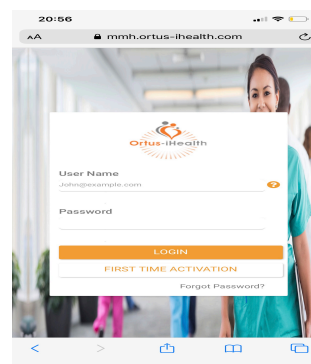 20:56
AA mmh.ortus-ihealth.com
Ortus-iHealth
User Name
John@example.com
Password
LOGIN
FIRST TIME ACTIVATION
Forgot Password?